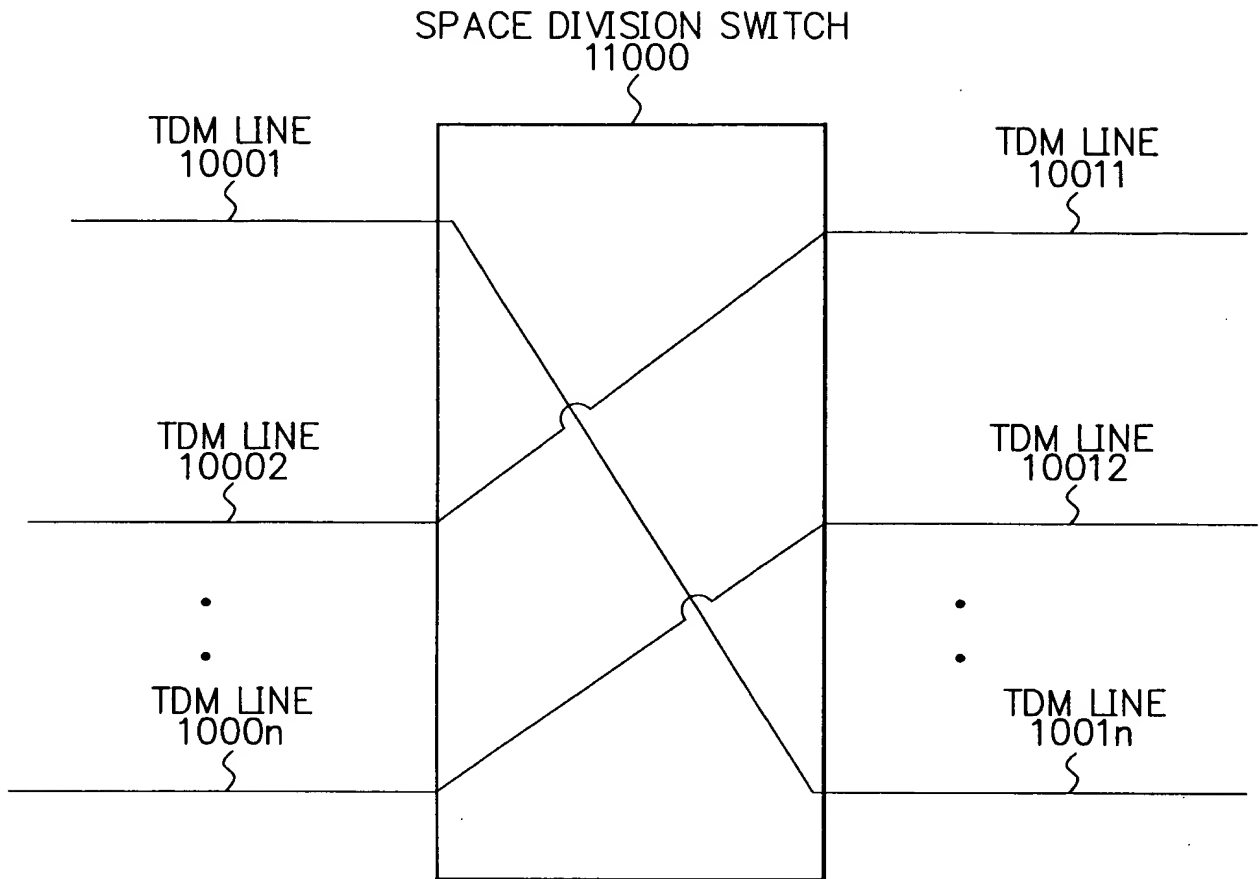 SPACE DIVISION SWITCH
11000
TDM LINE
10001
TDM LINE
10011
TDM LINE
10002
TDM LINE
10012
TDM LINE
1000n
TDM LINE
1001n